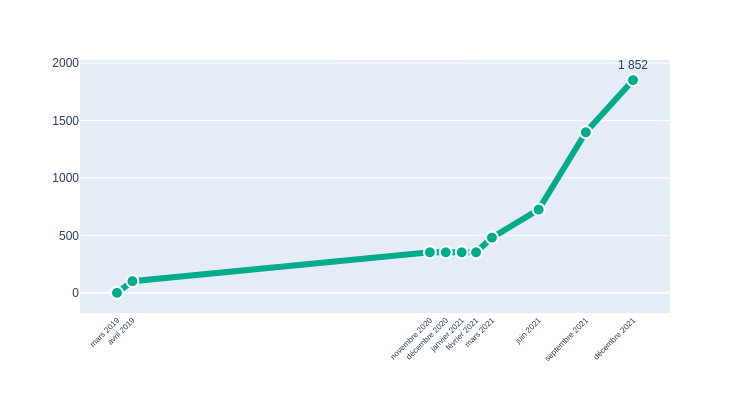 2000
1 852
1500
1000
500
0
mars 2019
avril 2019
novembre 2020
décembre 2020
janvier 2021
février 2021
mars 2021
juin 2021
septembre 2021
décembre 2021